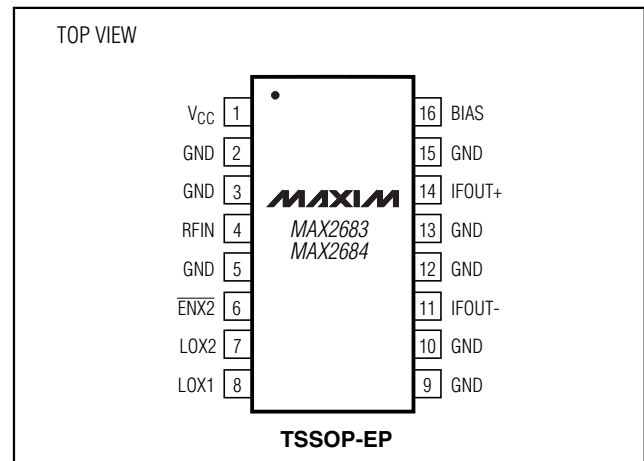 TOP VIEW
VCC 1 16 BIAS
GND 2 15 GND
GND 3 14 IFOUT+
MAXIM
RFIN 4 MAX2683 13 GND
MAX2684
GND 5 12 GND
ENX2 6 11 IFOUT-
LOX2 7 10 GND
LOX1 8 9 GND
TSSOP-EP